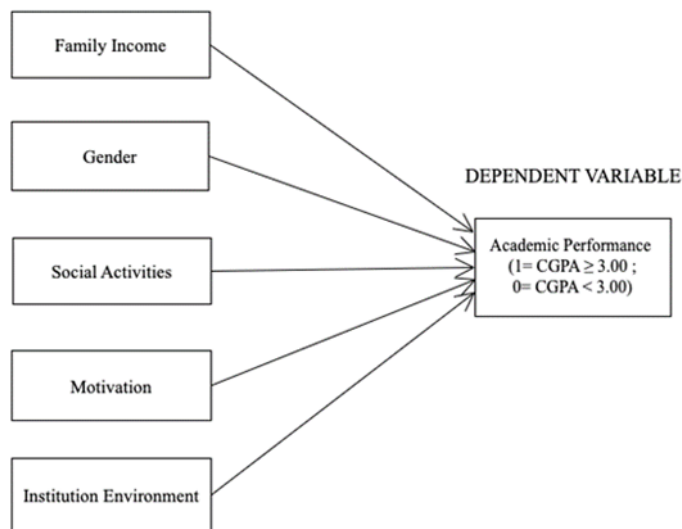 Family Income
Gender
Social Activities
Motivation
Institution Environment
DEPENDENT VARIABLE
Academic Performance
(1= CGPA ≥ 3.00 ;
0= CGPA < 3.00)